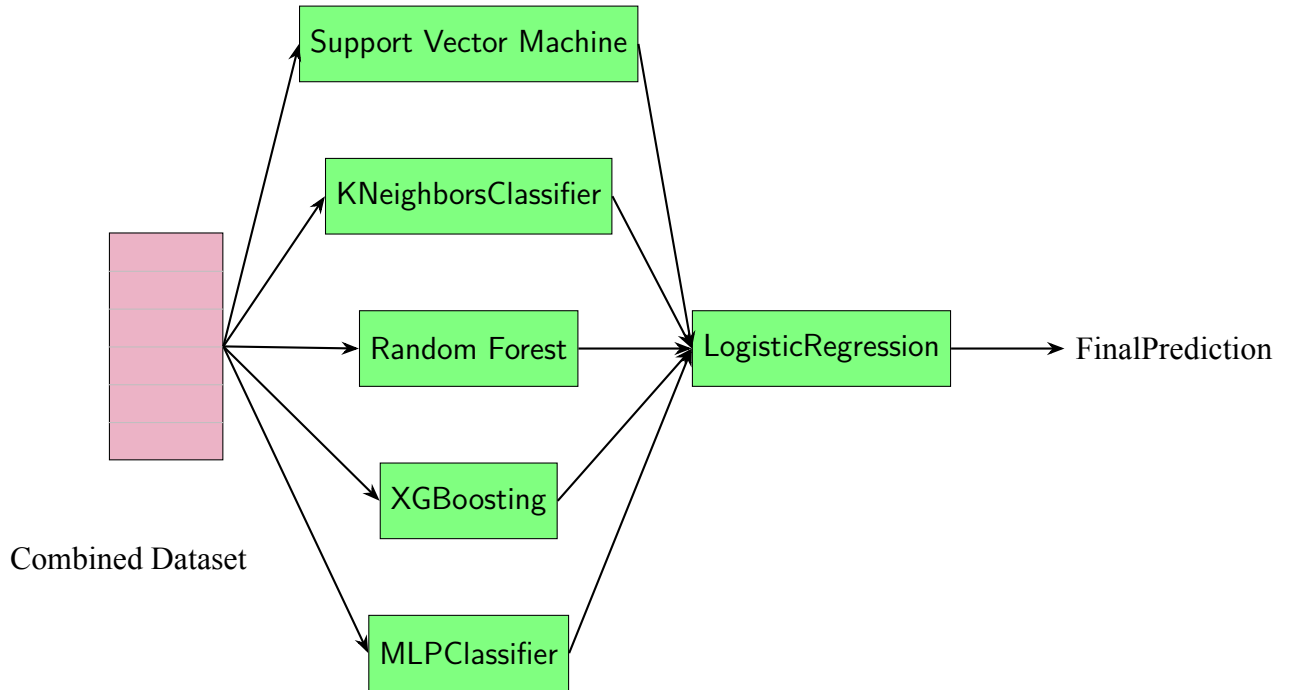 Support Vector Machine
KNeighborsClassifier
Random Forest
LogisticRegression
FinalPrediction
XGBoosting
Combined Dataset
MLPClassifier